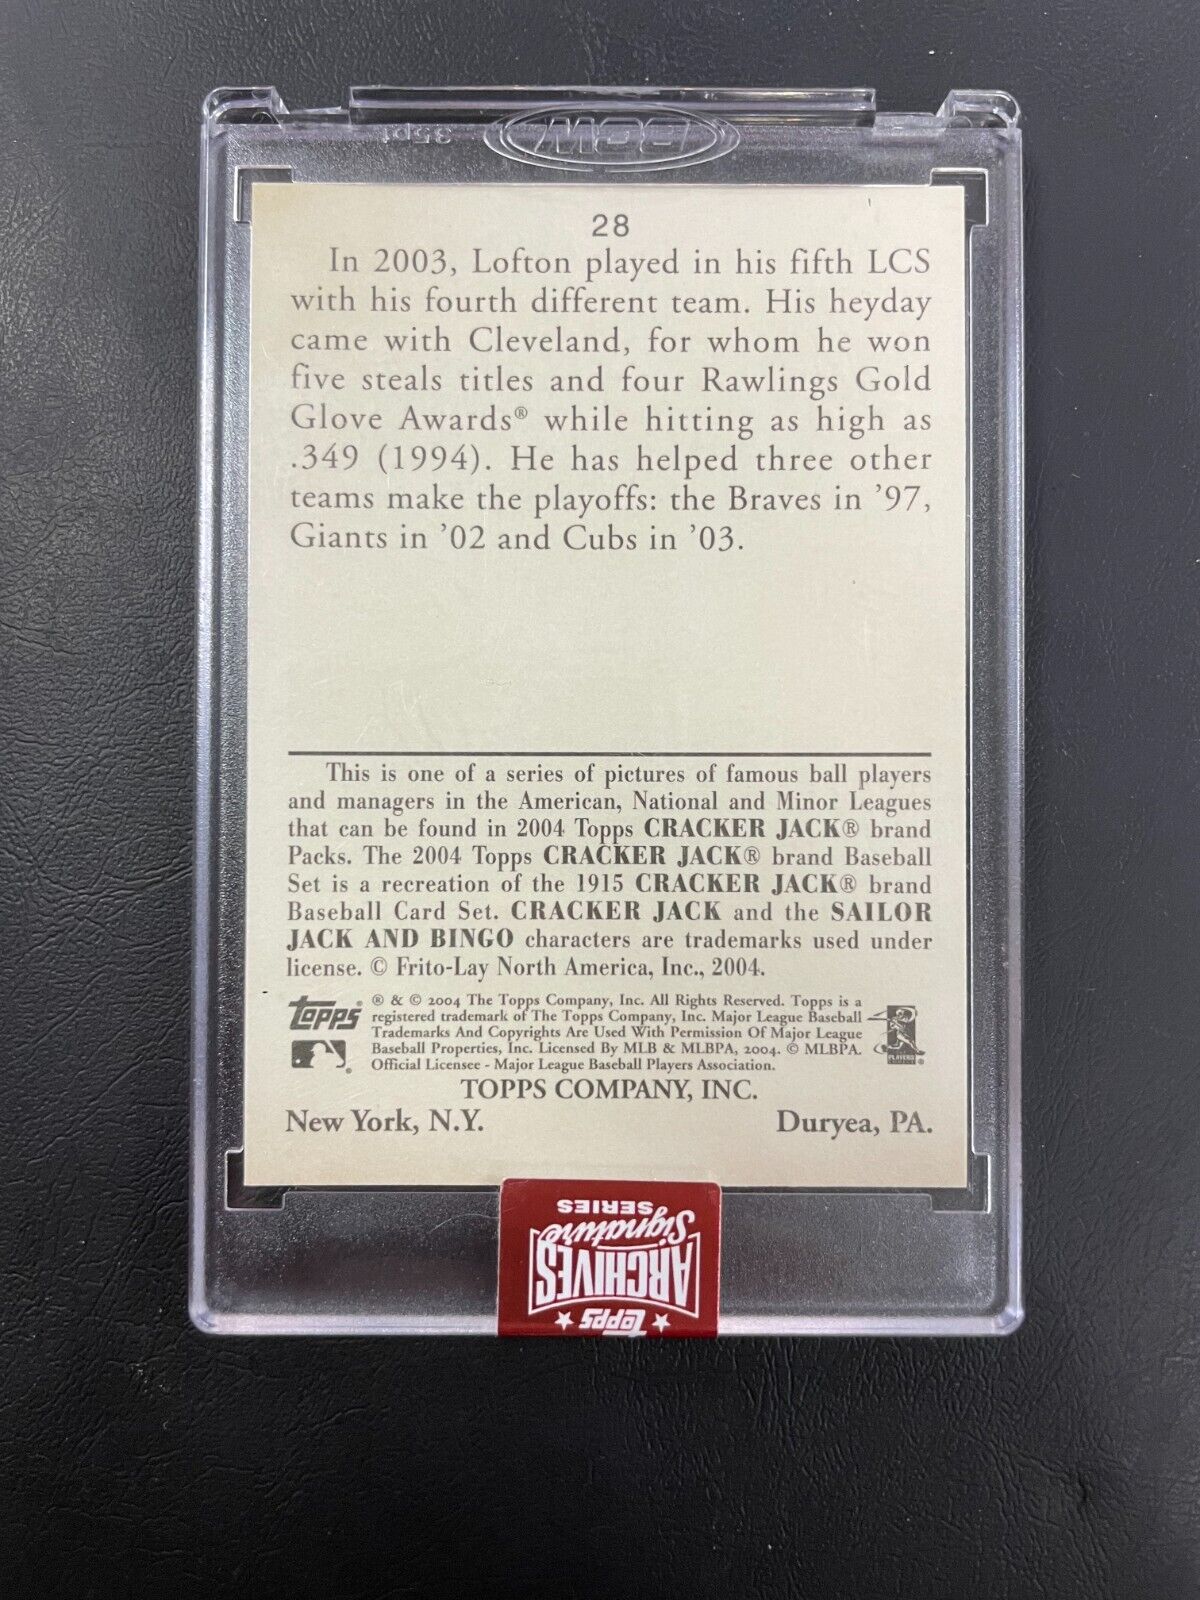 35pt
BCW
28
In 2003, Lofton played in his fifth LCS
with his fourth different team. His heyday
came with Cleveland, for whom he won
five steals titles and four Rawlings Gold
Glove Awards® while hitting as high as
.349 (1994). He has helped three other
teams make the playoffs: the Braves in ’97,
Giants in ’02 and Cubs in ’03.
This is one of a series of pictures of famous ball players
and managers in the American, National and Minor Leagues
that can be found in 2004 Topps CRACKER JACK® brand
Packs. The 2004 Topps CRACKER JACK® brand Baseball
Set is a recreation of the 1915 CRACKER JACK® brand
Baseball Card Set. CRACKER JACK and the SAILOR
JACK AND BINGO characters are trademarks used under
license. © Frito-Lay North America, Inc., 2004.
Topps®
® & © 2004 The Topps Company, Inc. All Rights Reserved. Topps is a
registered trademark of The Topps Company, Inc. Major League Baseball
Trademarks And Copyrights Are Used With Permission Of Major League
Baseball Properties, Inc. Licensed By MLB & MLBPA, 2004. © MLBPA.
Official Licensee - Major League Baseball Players Association.
PLAYERS
TOPPS COMPANY, INC.
New York, N.Y. Duryea, PA.
Topps
ARCHIVES
Signature
SERIES